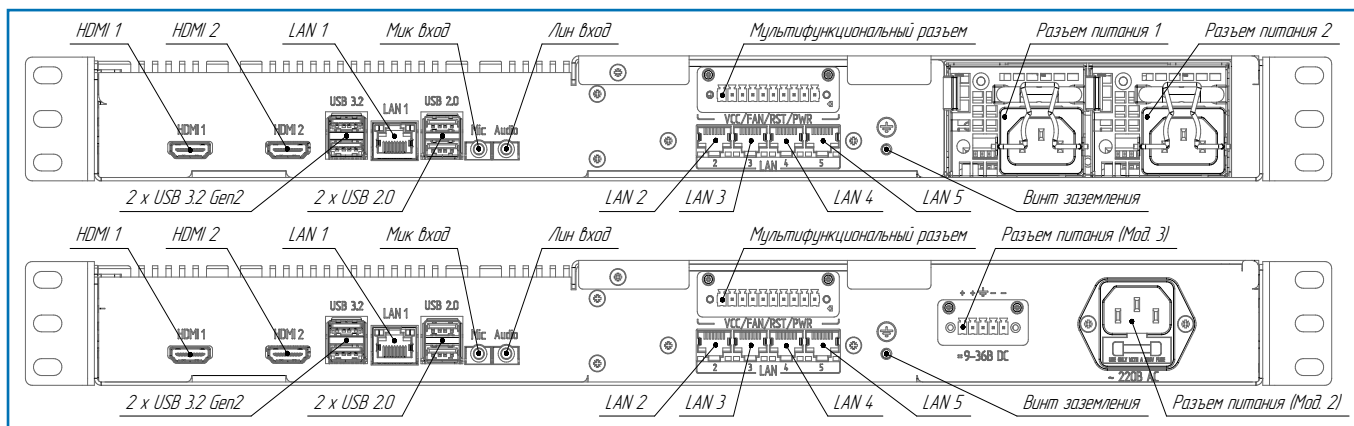 HDMI 1 HDMI 2 LAN 1 Мик вход Лин вход Мультифункциональный разъем Разъем питания 1 Разъем питания 2
USB 3.2 LAN 1 USB 2.0
HDMI 1 HDMI 2 Mic Audio VCC/FAN/RST/PWR
2 3 LAN 4 5
2 x USB 3.2 Gen2 2 x USB 2.0 LAN 2 LAN 3 LAN 4 LAN 5 Винт заземления
HDMI 1 HDMI 2 LAN 1 Мик вход Лин вход Мультифункциональный разъем Разъем питания (Мод. 3)
USB 3.2 LAN 1 USB 2.0 + + - -
HDMI 1 HDMI 2 Mic Audio VCC/FAN/RST/PWR
=9-36В DC
2 3 LAN 4 5 ~ 220В AC
2 x USB 3.2 Gen2 2 x USB 2.0 LAN 2 LAN 3 LAN 4 LAN 5 Винт заземления Разъем питания (Мод. 2)